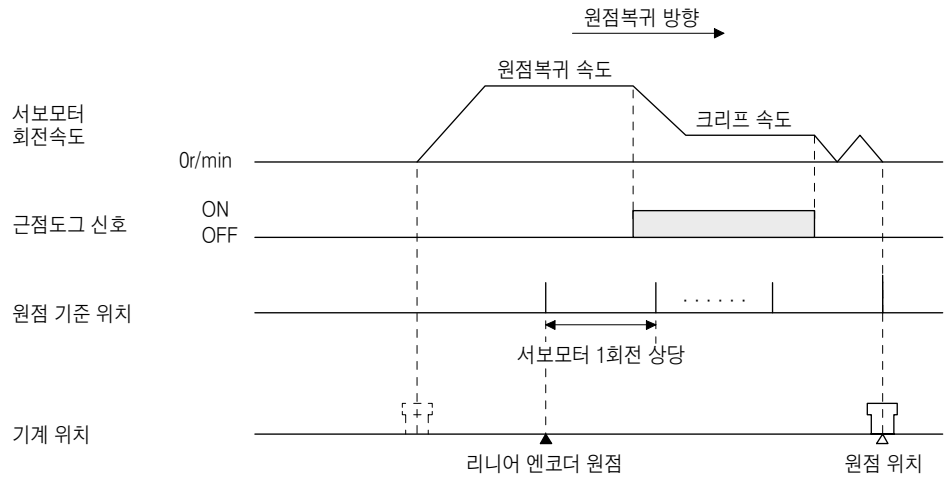 원점복귀 방향
원점복귀 속도
서보모터
회전속도
크리프 속도
0r/min
근점도그 신호
ON
OFF
원점 기준 위치
......
서보모터 1회전 상당
기계 위치
리니어 엔코더 원점
원점 위치